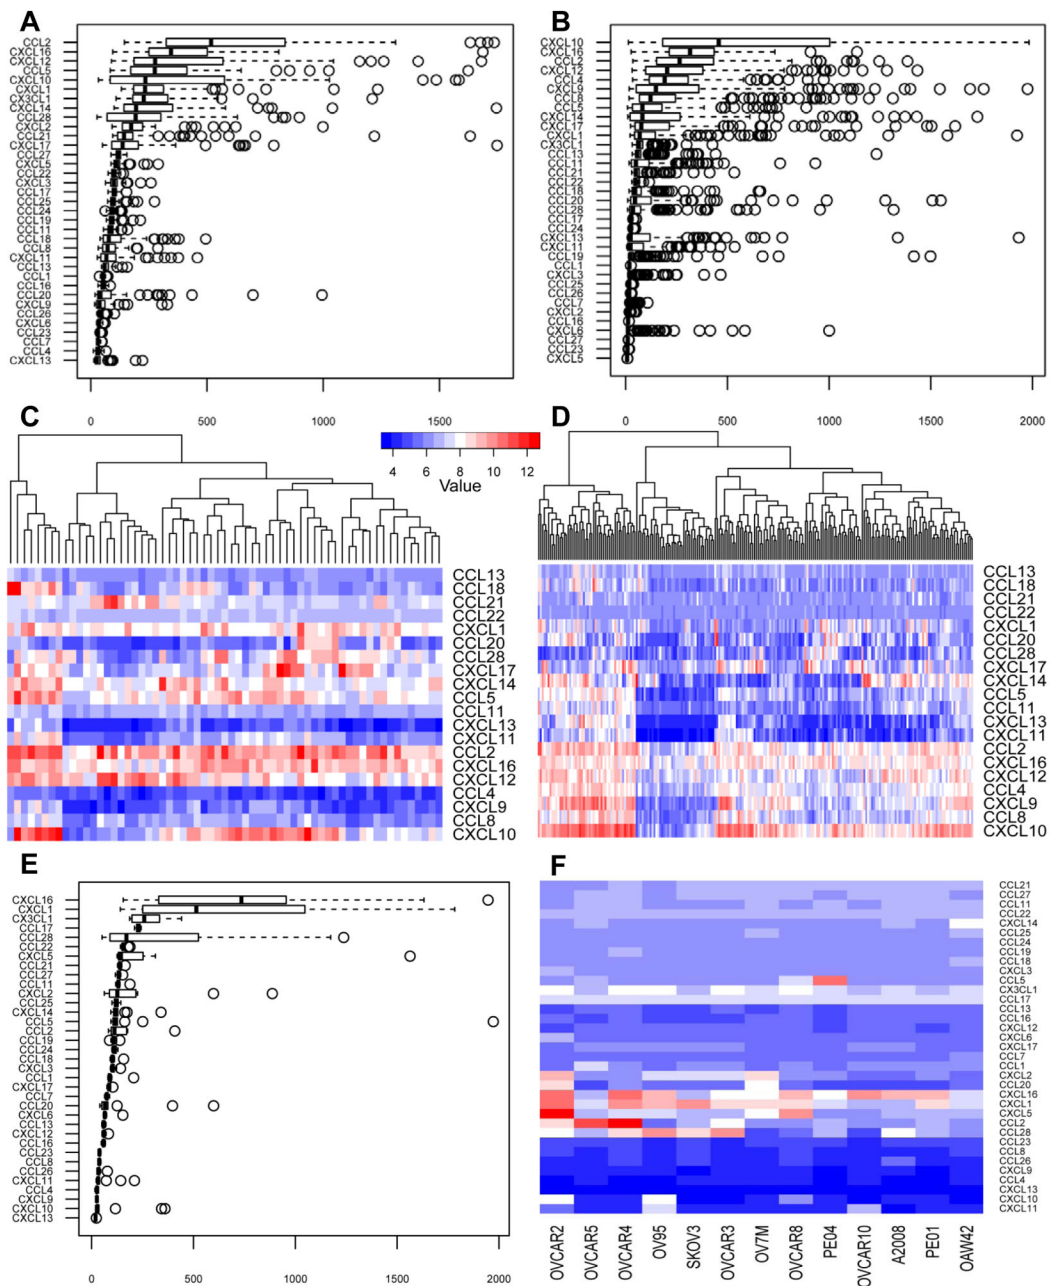 A
CCL2
CXCL16
CXCL12
CCL5
CXCL10
CXCL1
CX3CL1
CXCL14
CCL28
CXCL2
CCL21
CXCL17
CCL27
CXCL5
CCL22
CXCL3
CCL17
CCL25
CCL24
CCL19
CCL11
CCL18
CCL8
CXCL11
CCL13
CCL1
CCL16
CCL20
CXCL9
CCL26
CXCL6
CCL23
CCL7
CCL4
CXCL13
0 500 1000 1500
B
CXCL10
CXCL16
CCL2
CXCL12
CCL4
CXCL9
CCL8
CCL5
CXCL14
CXCL17
CXCL1
CX3CL1
CCL13
CCL11
CCL21
CCL22
CCL18
CCL20
CCL28
CCL17
CCL24
CXCL13
CXCL11
CCL19
CCL1
CXCL3
CCL25
CCL26
CCL7
CXCL2
CCL16
CXCL6
CCL27
CCL23
CXCL5
0 500 1000 1500 2000
C
4 6 8 10 12
Value
CCL13
CCL18
CCL21
CCL22
CXCL1
CCL20
CCL28
CXCL17
CXCL14
CCL5
CCL11
CXCL13
CXCL11
CCL2
CXCL16
CXCL12
CCL4
CXCL9
CCL8
CXCL10
D
CCL13
CCL18
CCL21
CCL22
CXCL1
CCL20
CCL28
CXCL17
CXCL14
CCL5
CCL11
CXCL13
CXCL11
CCL2
CXCL16
CXCL12
CCL4
CXCL9
CCL8
CXCL10
E
CXCL16
CXCL1
CX3CL1
CCL17
CCL28
CCL22
CXCL5
CCL21
CCL27
CCL11
CXCL2
CCL25
CXCL14
CCL5
CCL2
CCL19
CCL24
CCL18
CXCL3
CCL1
CXCL17
CCL7
CCL20
CXCL6
CCL13
CXCL12
CCL16
CCL23
CCL8
CCL26
CXCL11
CCL4
CXCL9
CXCL10
CXCL13
0 500 1000 1500 2000
F
CCL21
CCL27
CCL11
CCL22
CXCL14
CCL25
CCL24
CCL19
CCL18
CXCL3
CCL5
CX3CL1
CCL17
CCL13
CCL16
CXCL12
CXCL6
CXCL17
CCL7
CCL1
CXCL2
CCL20
CXCL16
CXCL1
CXCL5
CCL2
CCL28
CCL23
CCL8
CCL26
CXCL9
CCL4
CXCL13
CXCL10
CXCL11
OVCAR2
OVCAR5
OVCAR4
OV95
SKOV3
OVCAR3
OV7M
OVCAR8
PE04
OVCAR10
A2008
PE01
OAW42